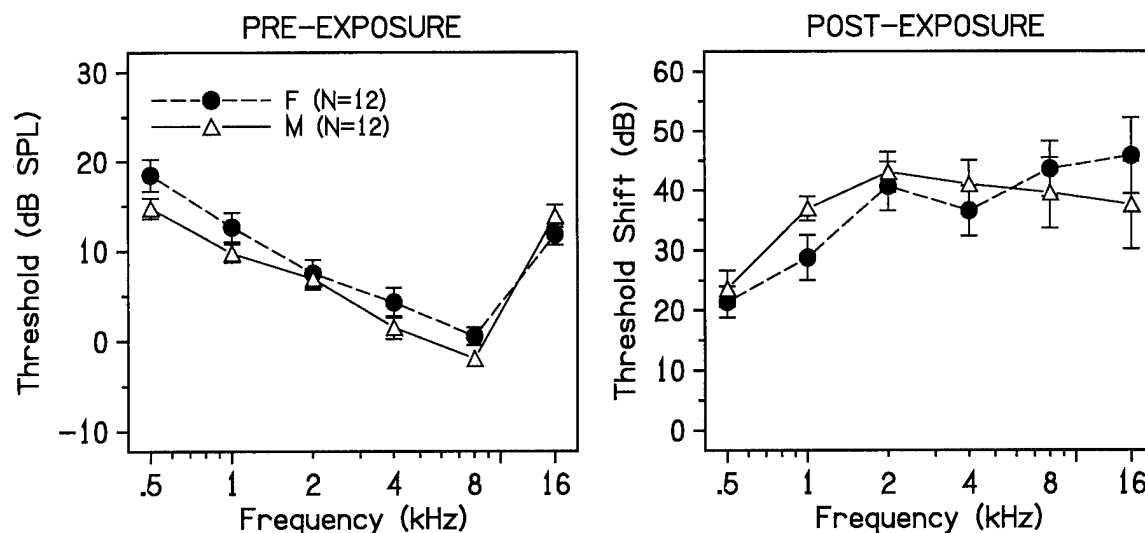 PRE-EXPOSURE
Threshold (dB SPL)
30
20
10
0
−10
F (N=12)
M (N=12)
.5 1 2 4 8 16
Frequency (kHz)
POST-EXPOSURE
Threshold Shift (dB)
60
50
40
30
20
10
0
.5 1 2 4 8 16
Frequency (kHz)